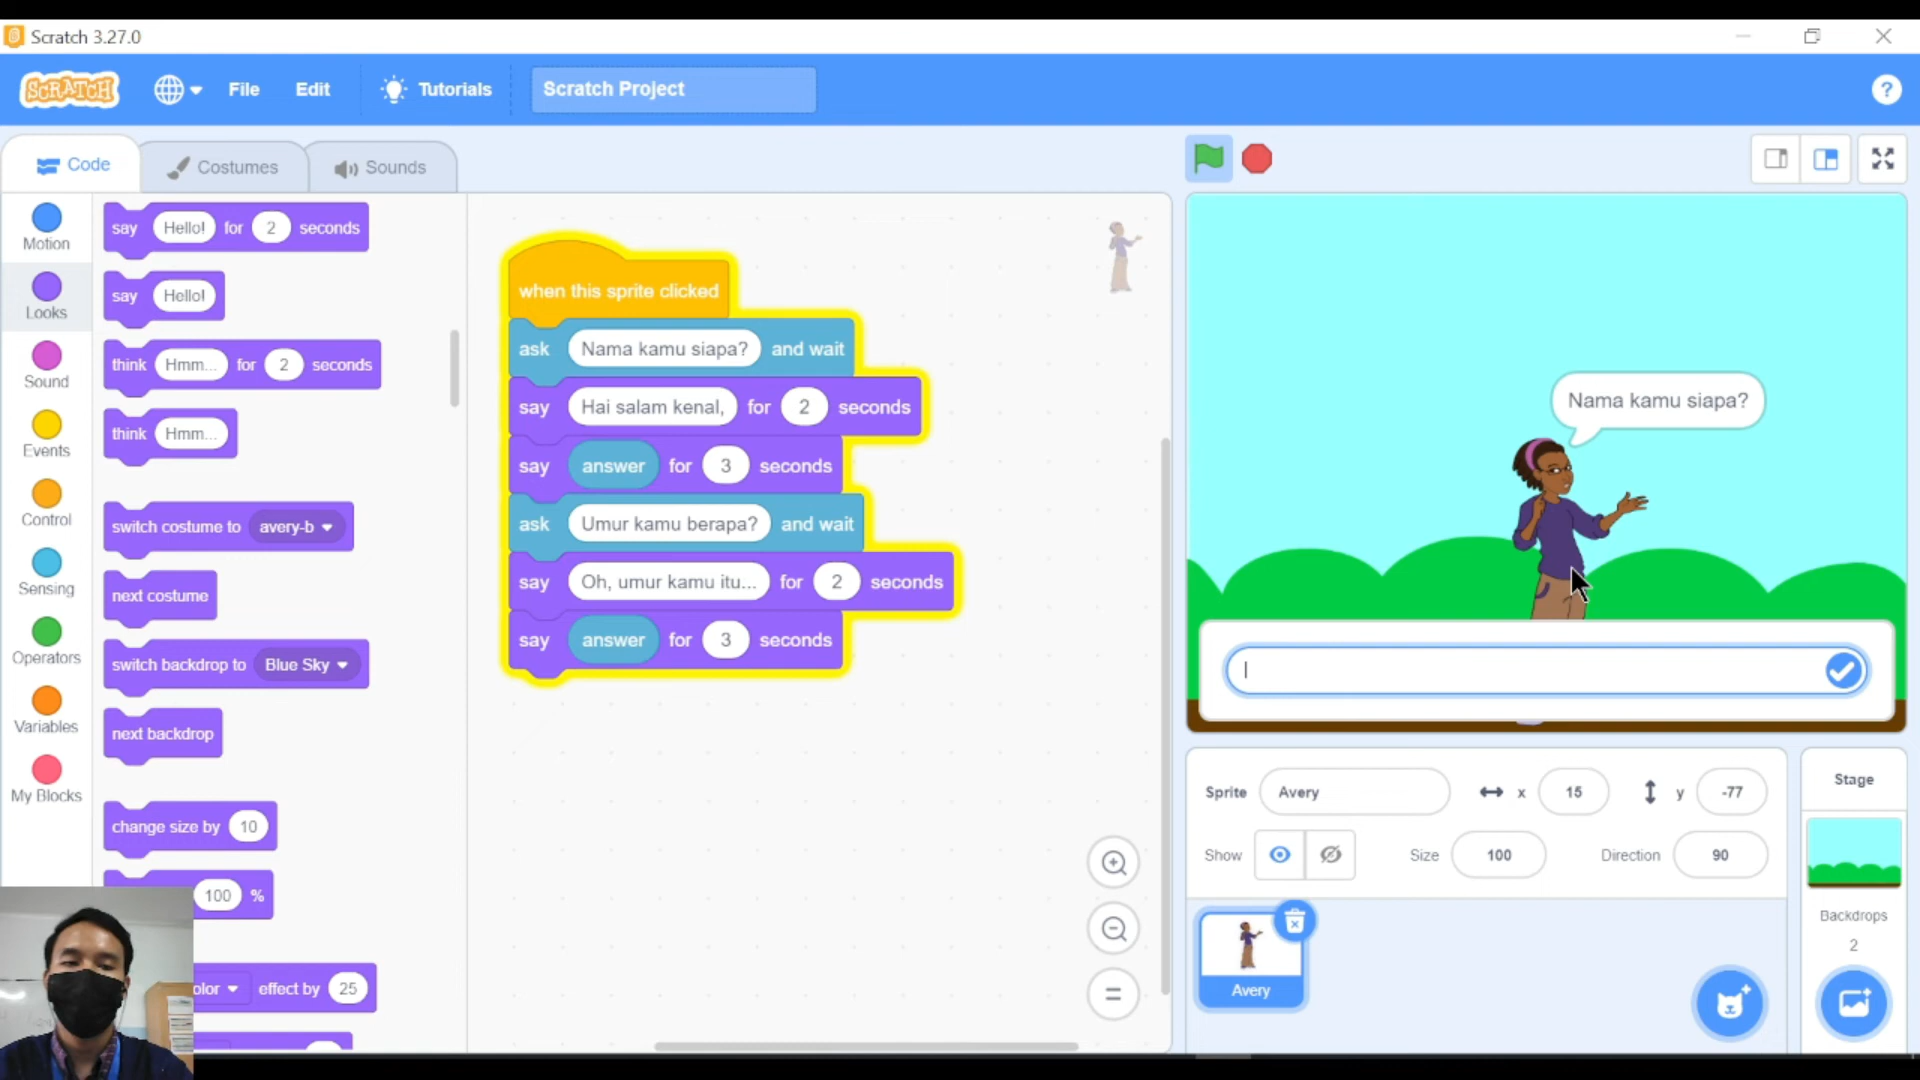 Scratch 3.27.0
SCRATCH File Edit Tutorials Scratch Project ?
Code Costumes Sounds
Motion
Looks
Sound
Events
Control
Sensing
Operators
Variables
My Blocks
say Hello! for 2 seconds
say Hello!
think Hmm... for 2 seconds
think Hmm...
switch costume to avery-b
next costume
switch backdrop to Blue Sky
next backdrop
change size by 10
100 %
olor effect by 25
when this sprite clicked
ask Nama kamu siapa? and wait
say Hai salam kenal, for 2 seconds
say answer for 3 seconds
ask Umur kamu berapa? and wait
say Oh, umur kamu itu... for 2 seconds
say answer for 3 seconds
Nama kamu siapa?
Sprite Avery x 15 y -77
Show Size 100 Direction 90
Avery
Stage
Backdrops
2